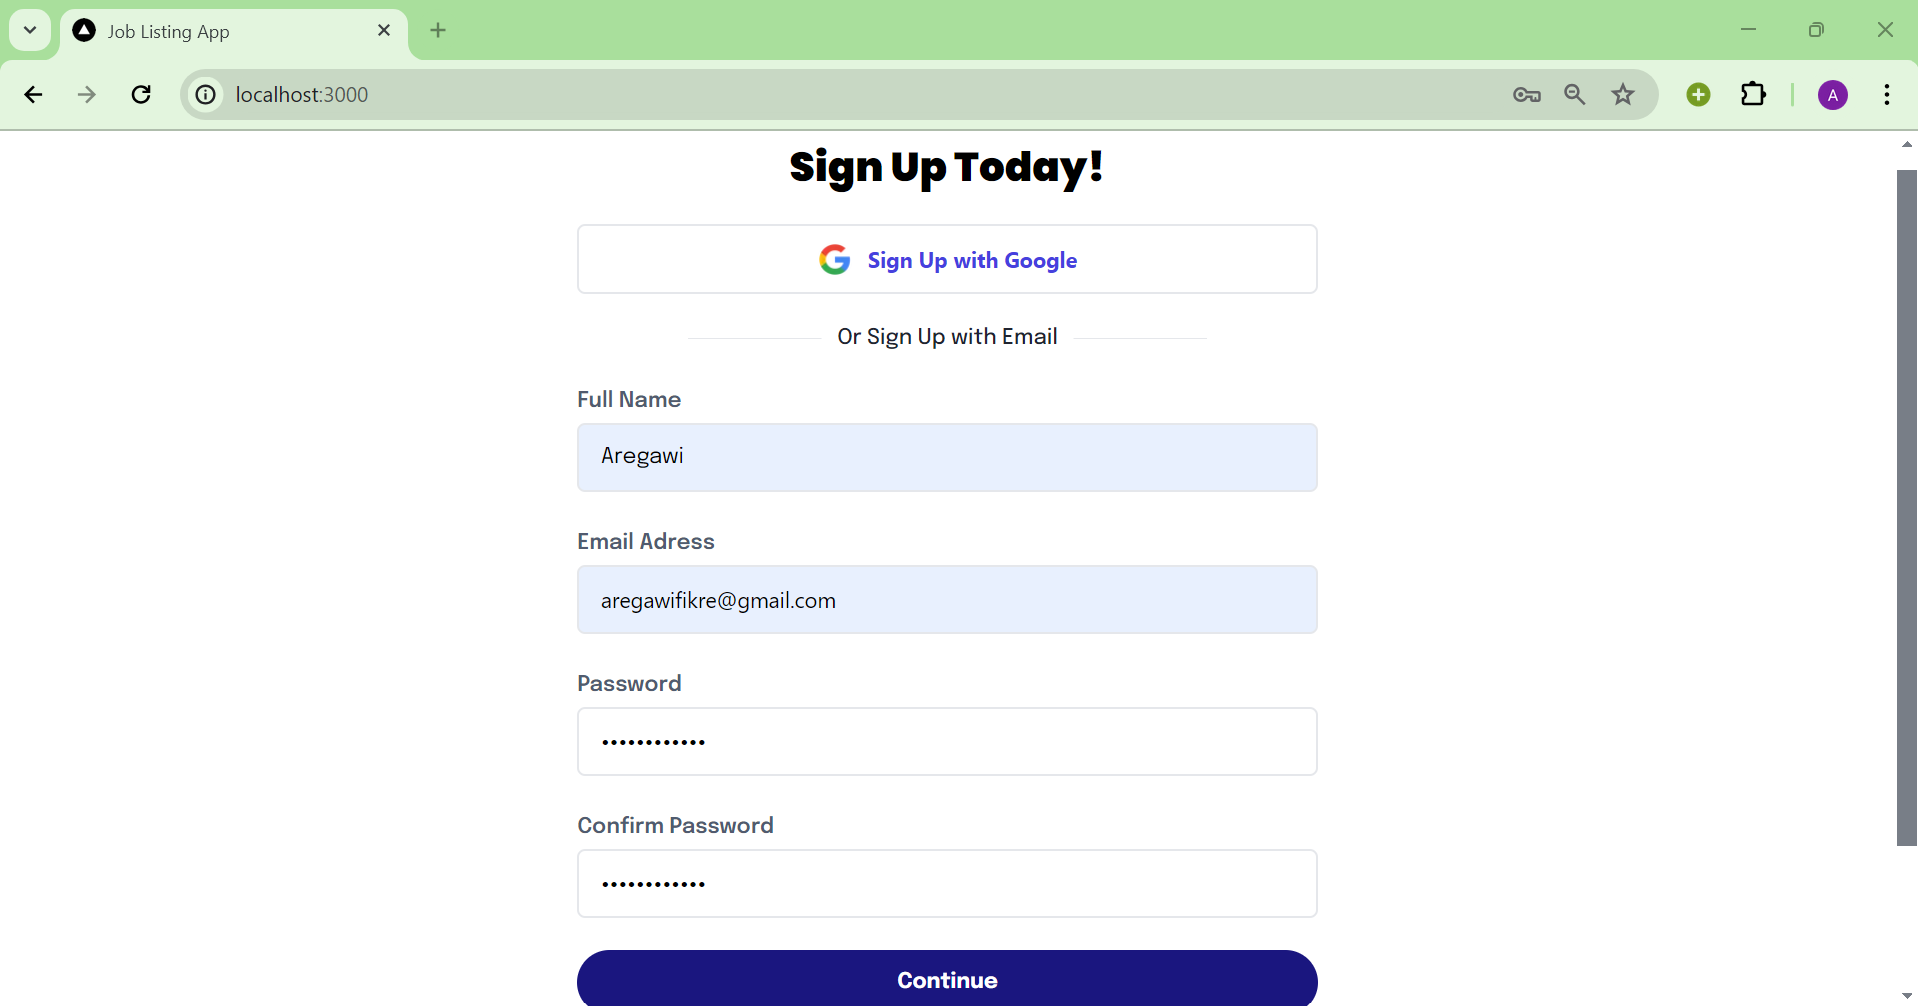 Job Listing App
localhost:3000
A
Sign Up Today!
Sign Up with Google
Or Sign Up with Email
Full Name
Aregawi
Email Adress
aregawifikre@gmail.com
Password
••••••••••••
Confirm Password
••••••••••••
Continue